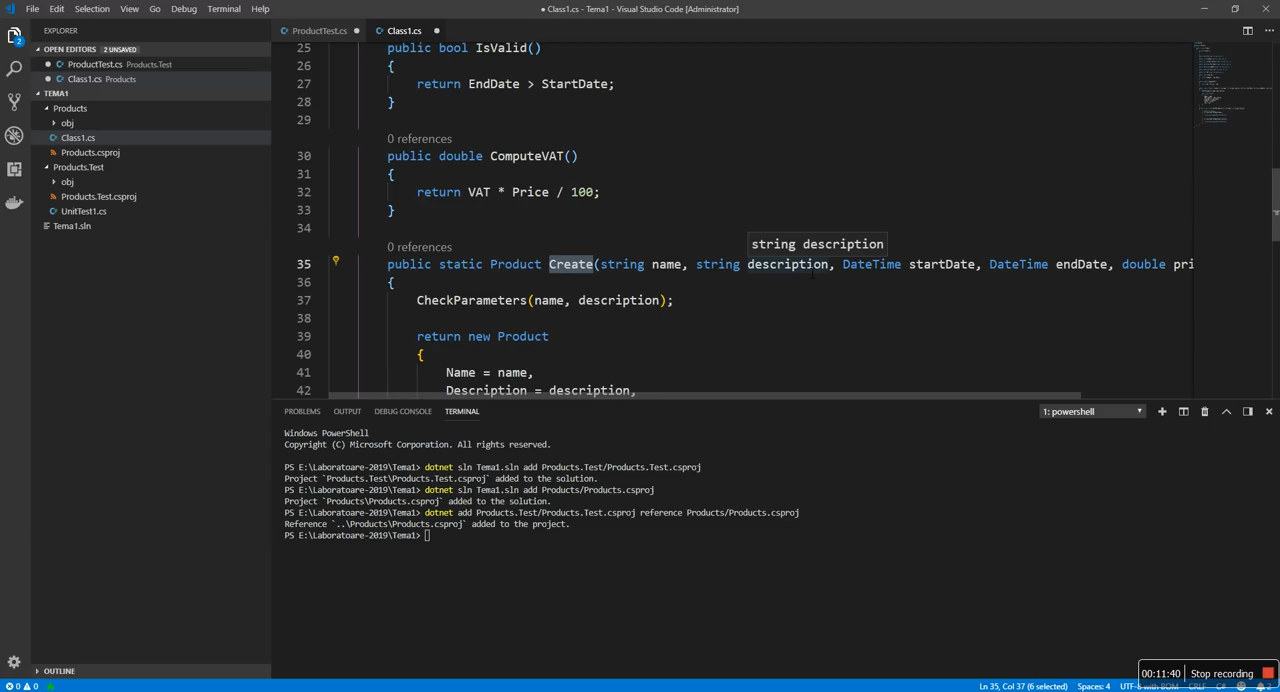 File Edit Selection View Go Debug Terminal Help
● Class1.cs - Tema1 - Visual Studio Code [Administrator]
EXPLORER
OPEN EDITORS 2 UNSAVED
ProductTest.cs Products.Test
Class1.cs Products
TEMA1
Products
obj
Class1.cs
Products.csproj
Products.Test
obj
Products.Test.csproj
UnitTest1.cs
Tema1.sln
OUTLINE
2
ProductTest.cs ●
Class1.cs ●
25 public bool IsValid()
26 {
27 return EndDate > StartDate;
28 }
29
0 references
30 public double ComputeVAT()
31 {
32 return VAT * Price / 100;
33 }
34
string description
0 references
35 public static Product Create(string name, string description, DateTime startDate, DateTime endDate, double pri
36 {
37 CheckParameters(name, description);
38
39 return new Product
40 {
41 Name = name,
42 Description = description,
PROBLEMS OUTPUT DEBUG CONSOLE TERMINAL 1: powershell
Windows PowerShell
Copyright (C) Microsoft Corporation. All rights reserved.
PS E:\Laboratoare-2019\Tema1> dotnet sln Tema1.sln add Products.Test/Products.Test.csproj
Project `Products.Test\Products.Test.csproj` added to the solution.
PS E:\Laboratoare-2019\Tema1> dotnet sln Tema1.sln add Products/Products.csproj
Project `Products\Products.csproj` added to the solution.
PS E:\Laboratoare-2019\Tema1> dotnet add Products.Test/Products.Test.csproj reference Products/Products.csproj
Reference `..\Products\Products.csproj` added to the project.
PS E:\Laboratoare-2019\Tema1>
00:11:40 Stop recording
0 0 Ln 35, Col 37 (6 selected) Spaces: 4